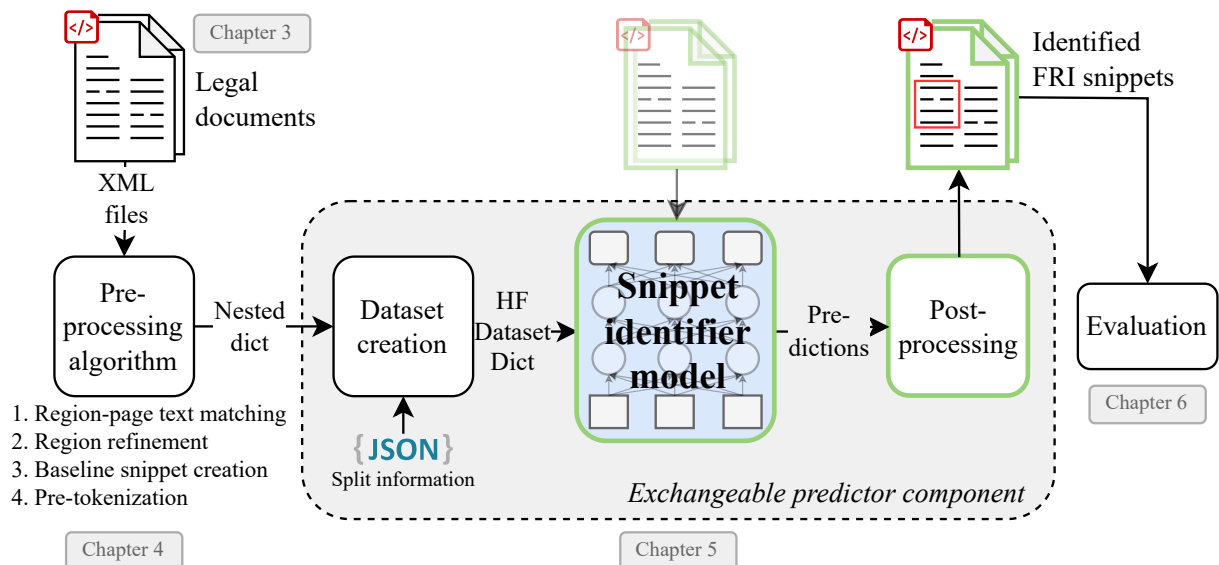 </>
Chapter 3
Legal
documents
XML
files
Pre-
processing
algorithm
1. Region-page text matching
2. Region refinement
3. Baseline snippet creation
4. Pre-tokenization
Chapter 4
Nested
dict
Dataset
creation
{JSON}
Split information
HF
Dataset
Dict
</>
Snippet
identifier
model
Pre-
dictions
Post-
processing
Exchangeable predictor component
Chapter 5
</>
Identified
FRI snippets
Evaluation
Chapter 6